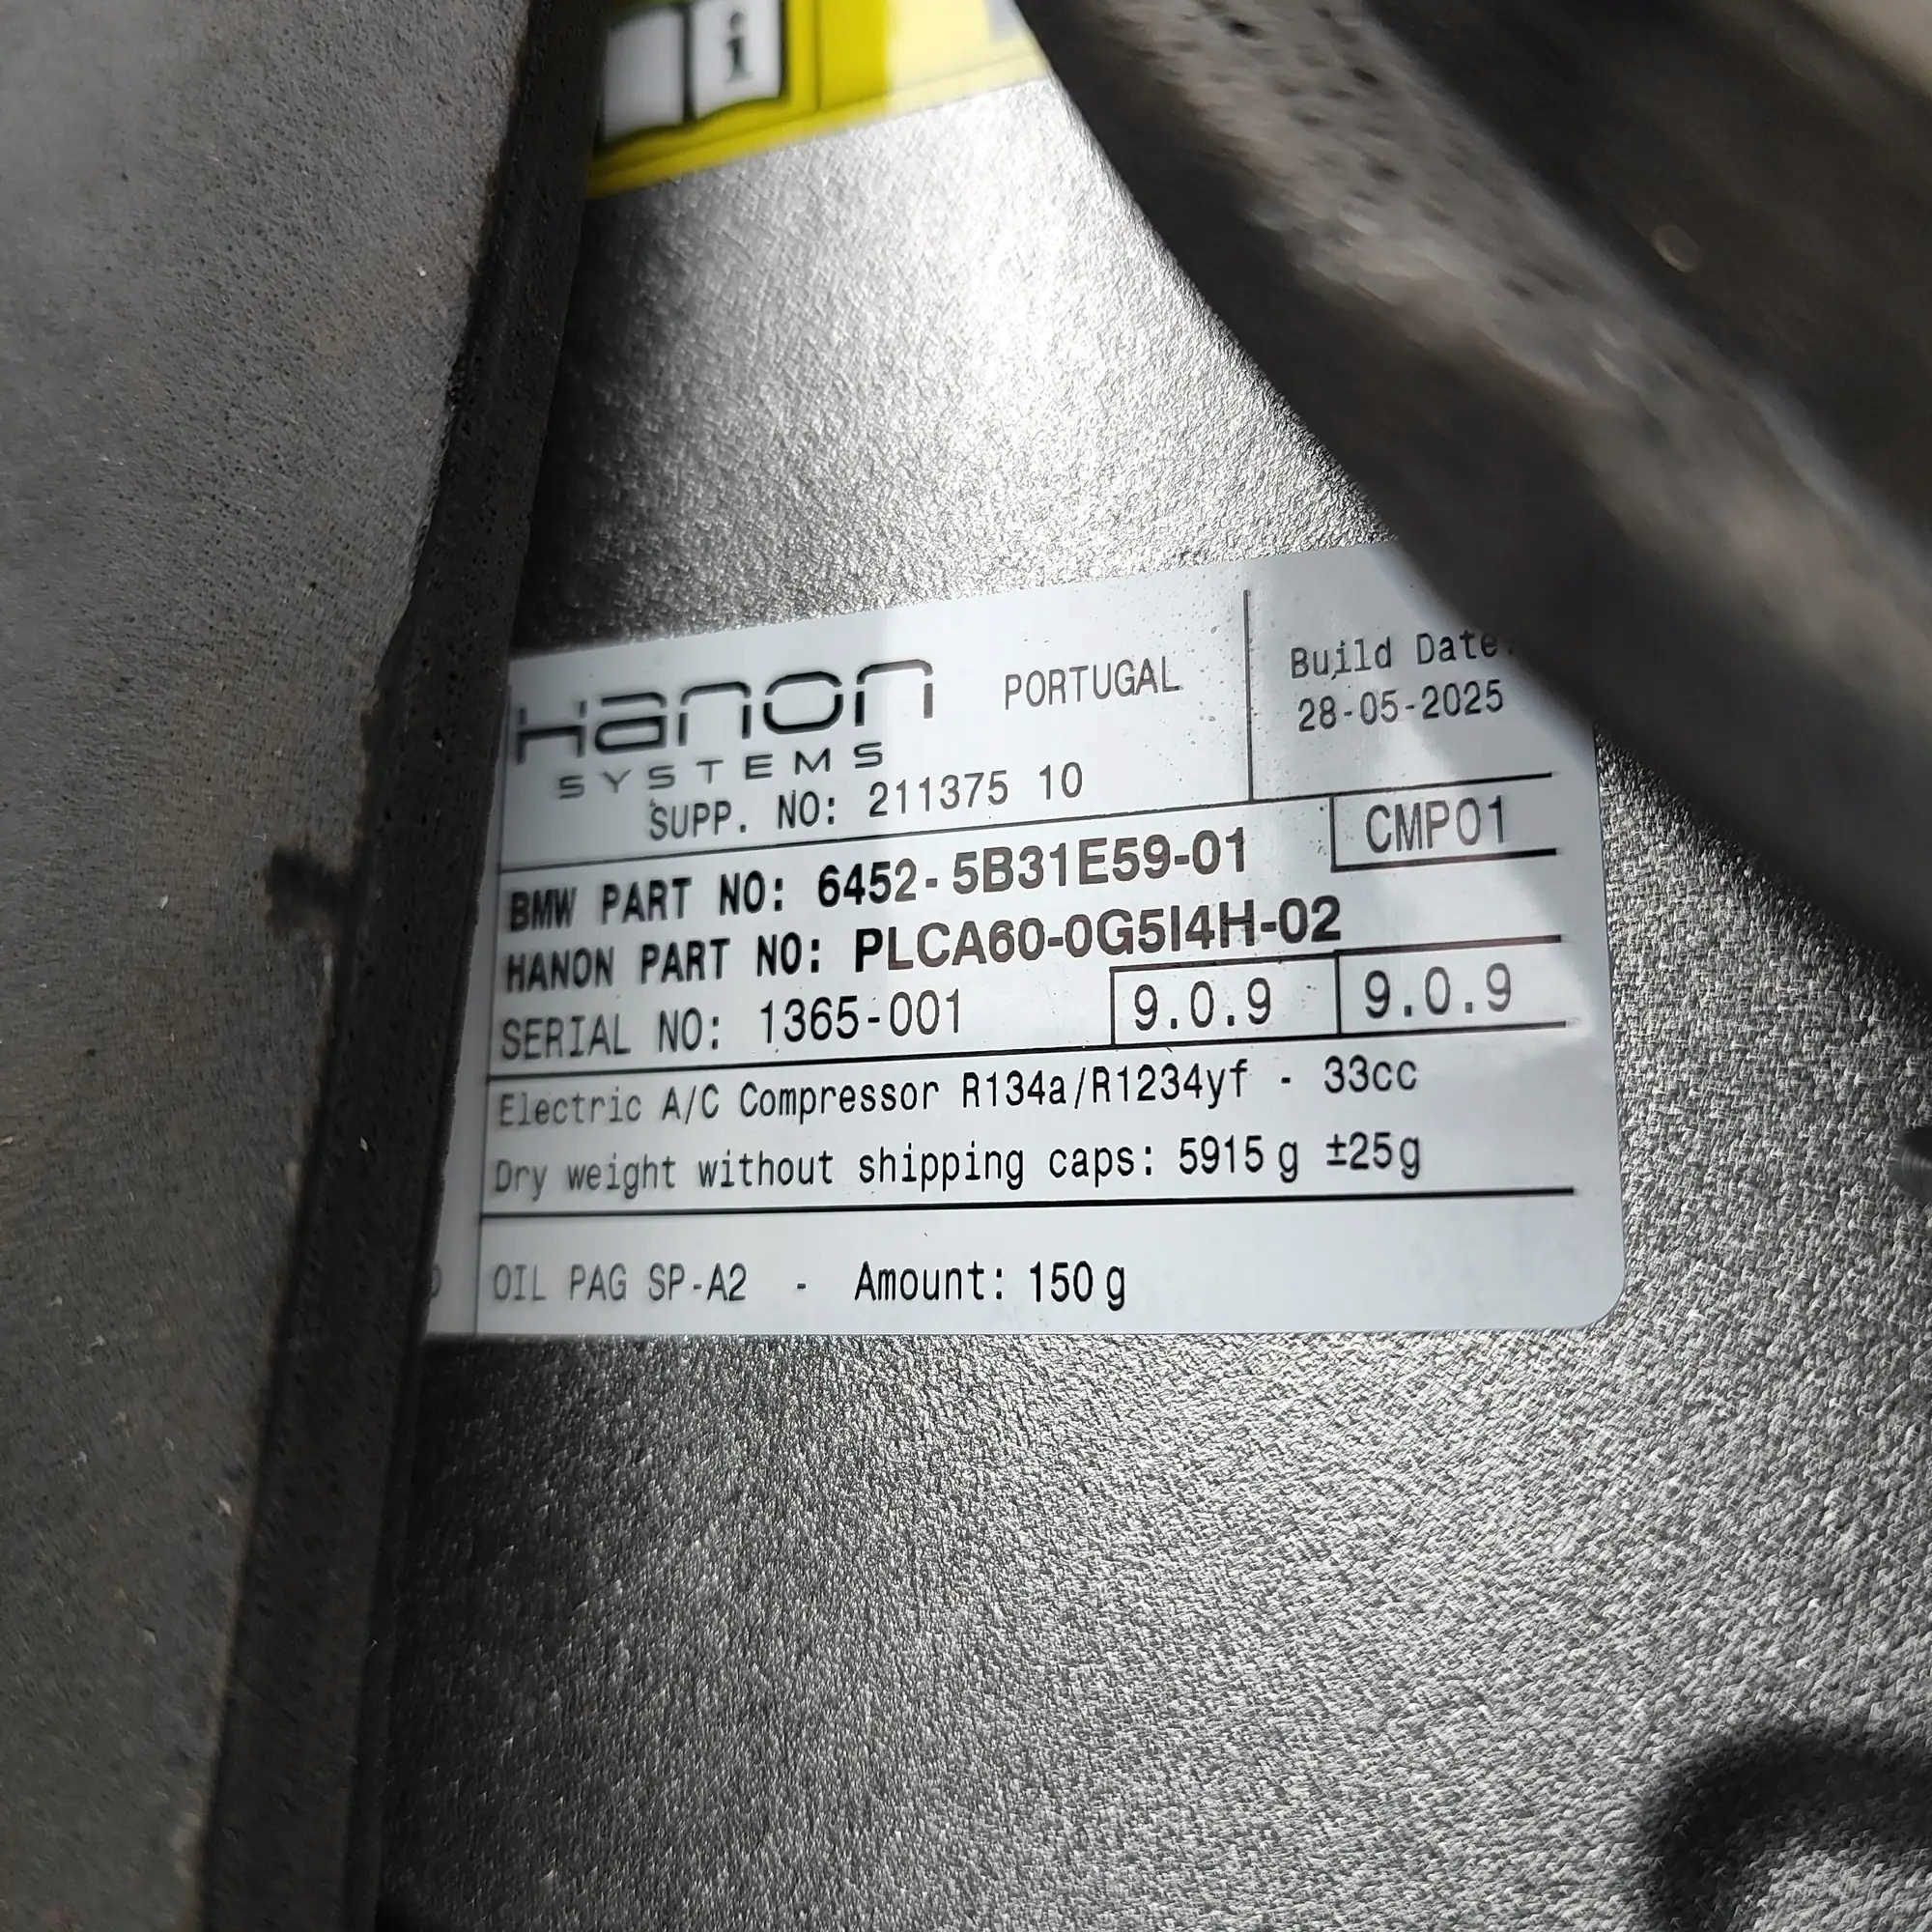 i
Hanon
SYSTEMS
PORTUGAL
SUPP. NO: 211375 10
Build Date:
28-05-2025
BMW PART NO: 6452-5B31E59-01
CMP01
HANON PART NO: PLCA60-0G5I4H-02
SERIAL NO: 1365-001
9.0.9
9.0.9
Electric A/C Compressor R134a/R1234yf - 33cc
Dry weight without shipping caps: 5915 g ±25g
OIL PAG SP-A2 - Amount: 150 g